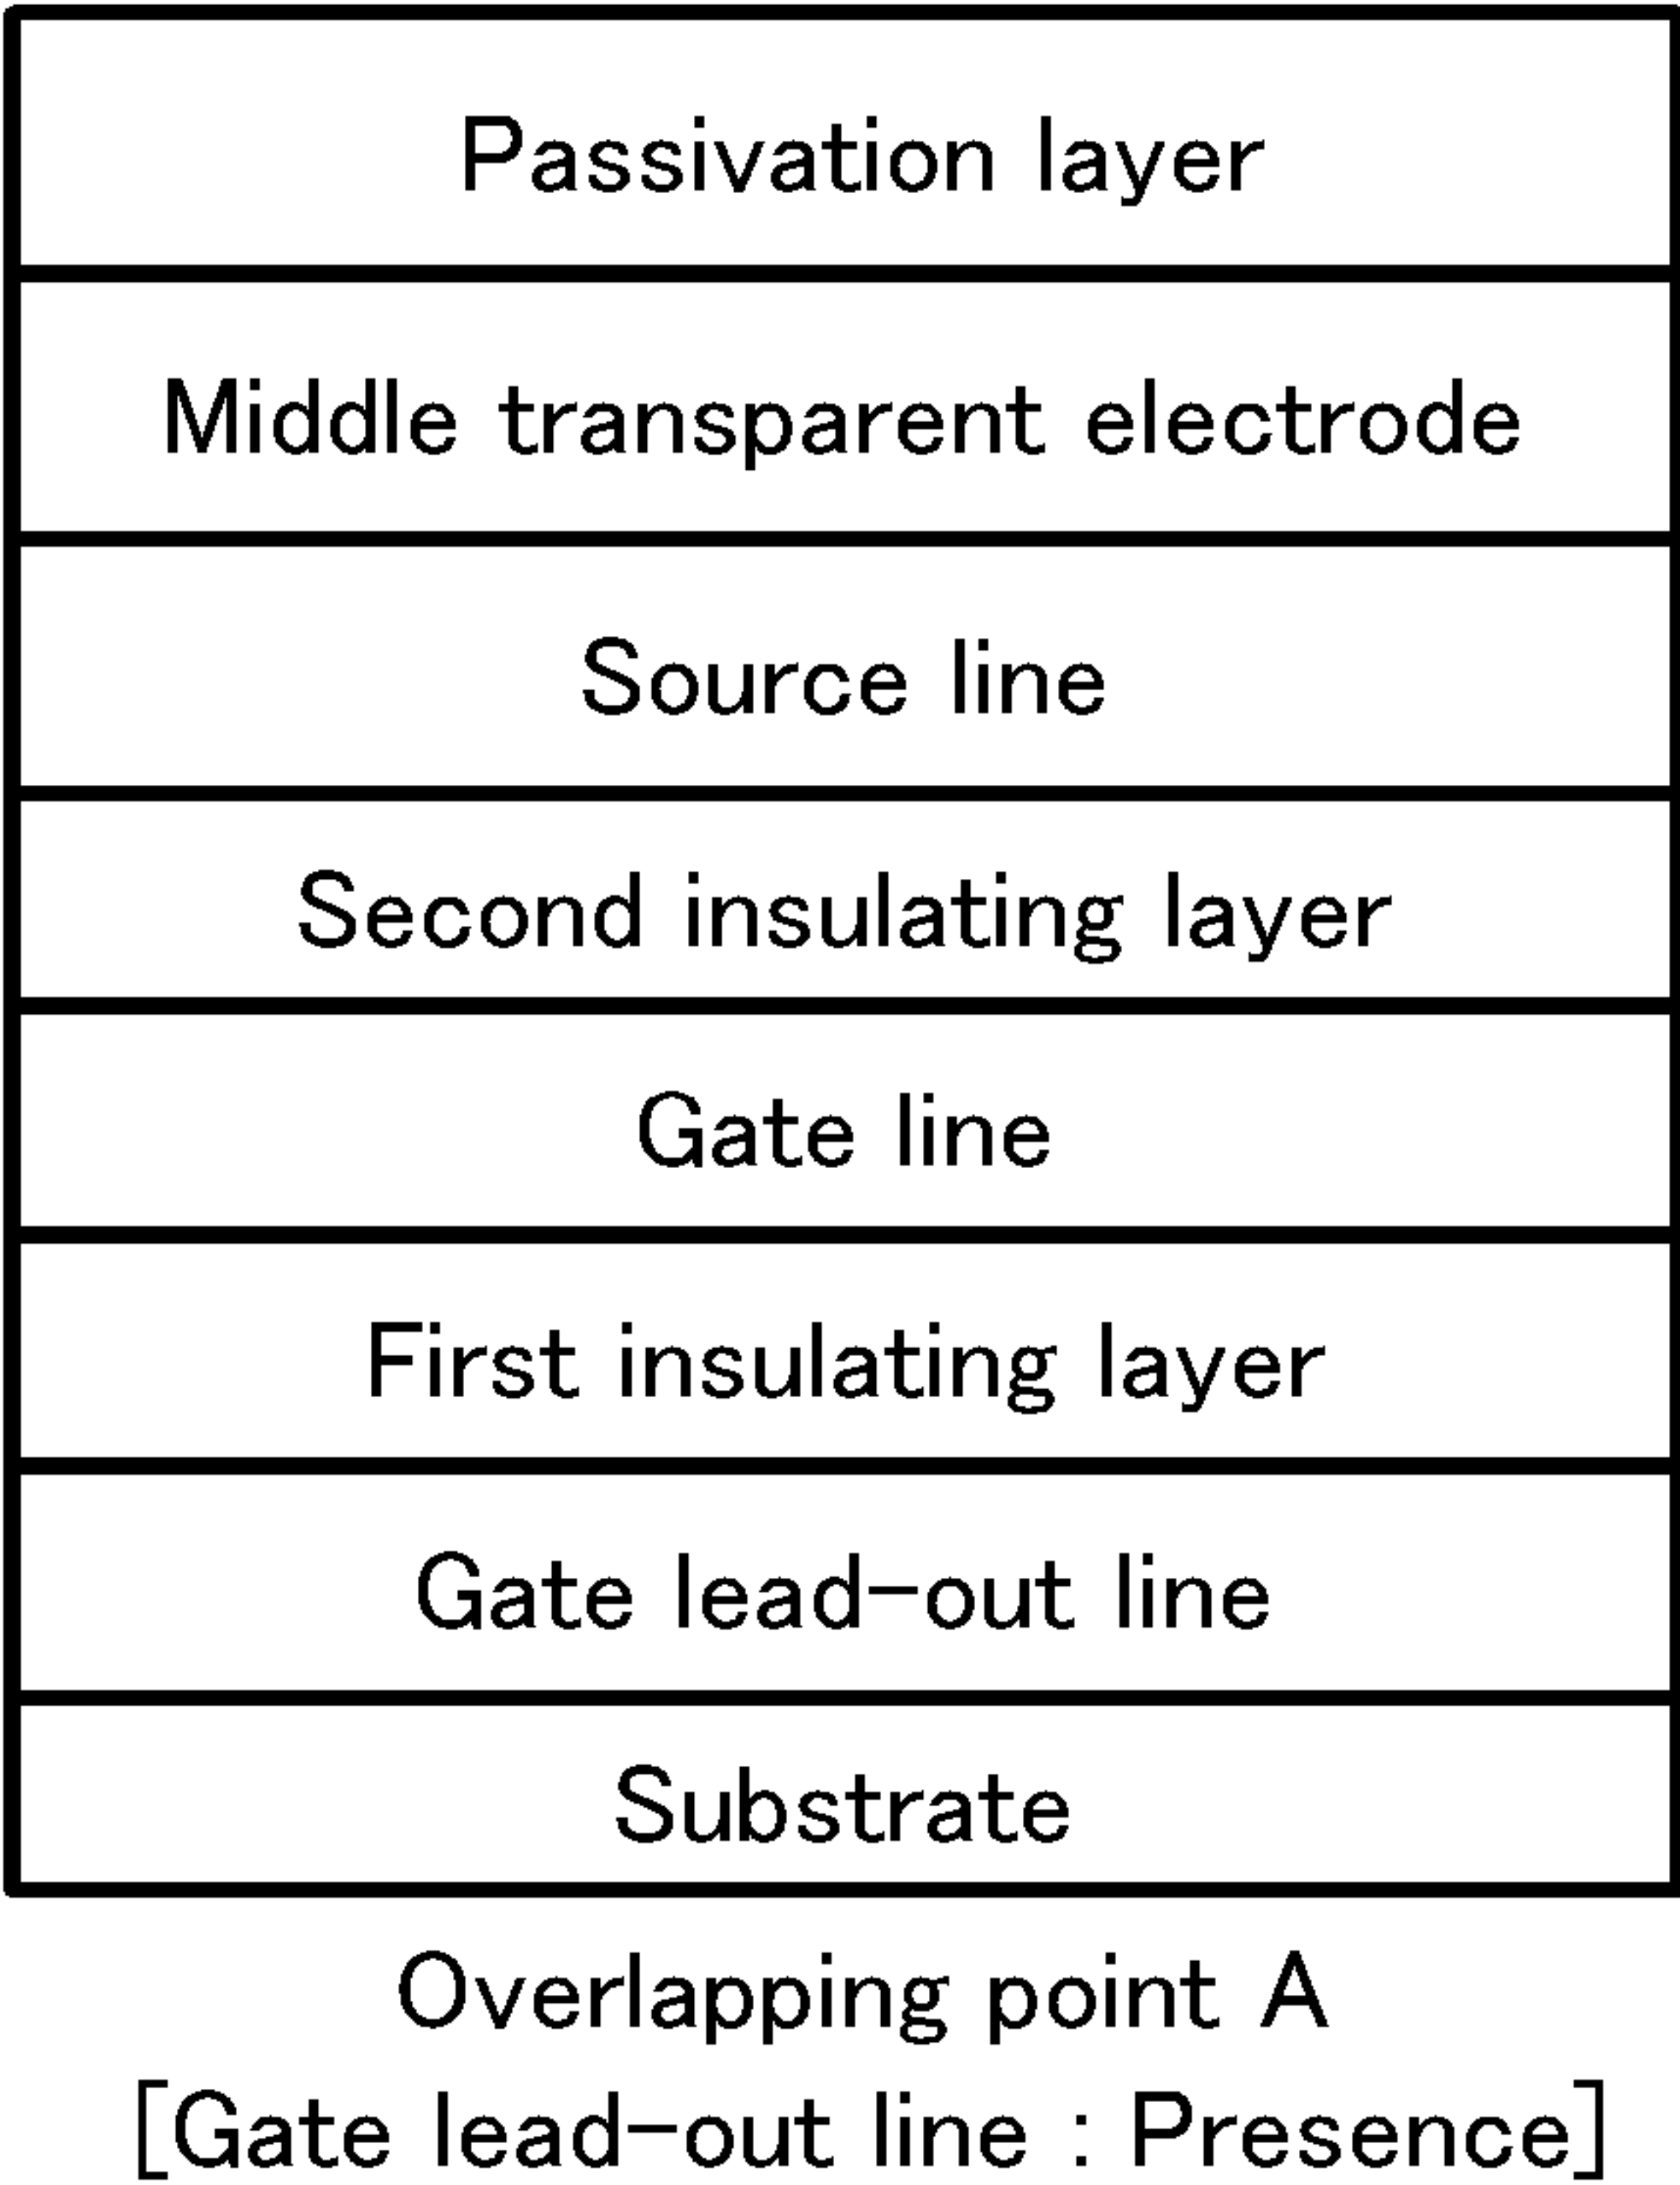 Passivation layer
Middle transparent electrode
Source line
Second insulating layer
Gate line
First insulating layer
Gate lead-out line
Substrate
Overlapping point A
[Gate lead-out line : Presence]